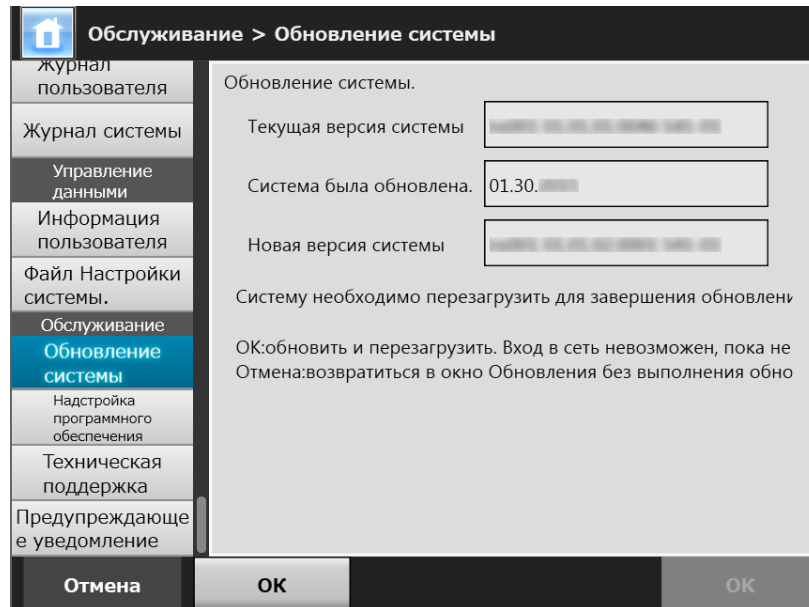 Обслуживание > Обновление системы
Журнал
пользователя
Журнал системы
Управление
данными
Информация
пользователя
Файл Настройки
системы.
Обслуживание
Обновление
системы
Надстройка
программного
обеспечения
Техническая
поддержка
Предупреждающе
е уведомление
Обновление системы.
Текущая версия системы
Система была обновлена. 01.30.
Новая версия системы
Систему необходимо перезагрузить для завершения обновлени
ОК:обновить и перезагрузить. Вход в сеть невозможен, пока не
Отмена:возвратиться в окно Обновления без выполнения обно
Отмена ОК ОК